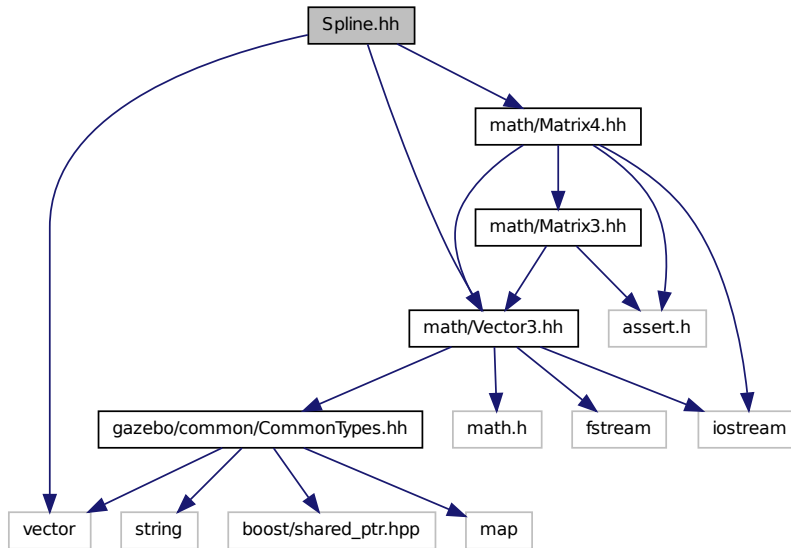 Spline.hh
math/Matrix4.hh
math/Matrix3.hh
math/Vector3.hh
assert.h
gazebo/common/CommonTypes.hh
math.h
fstream
iostream
vector
string
boost/shared_ptr.hpp
map